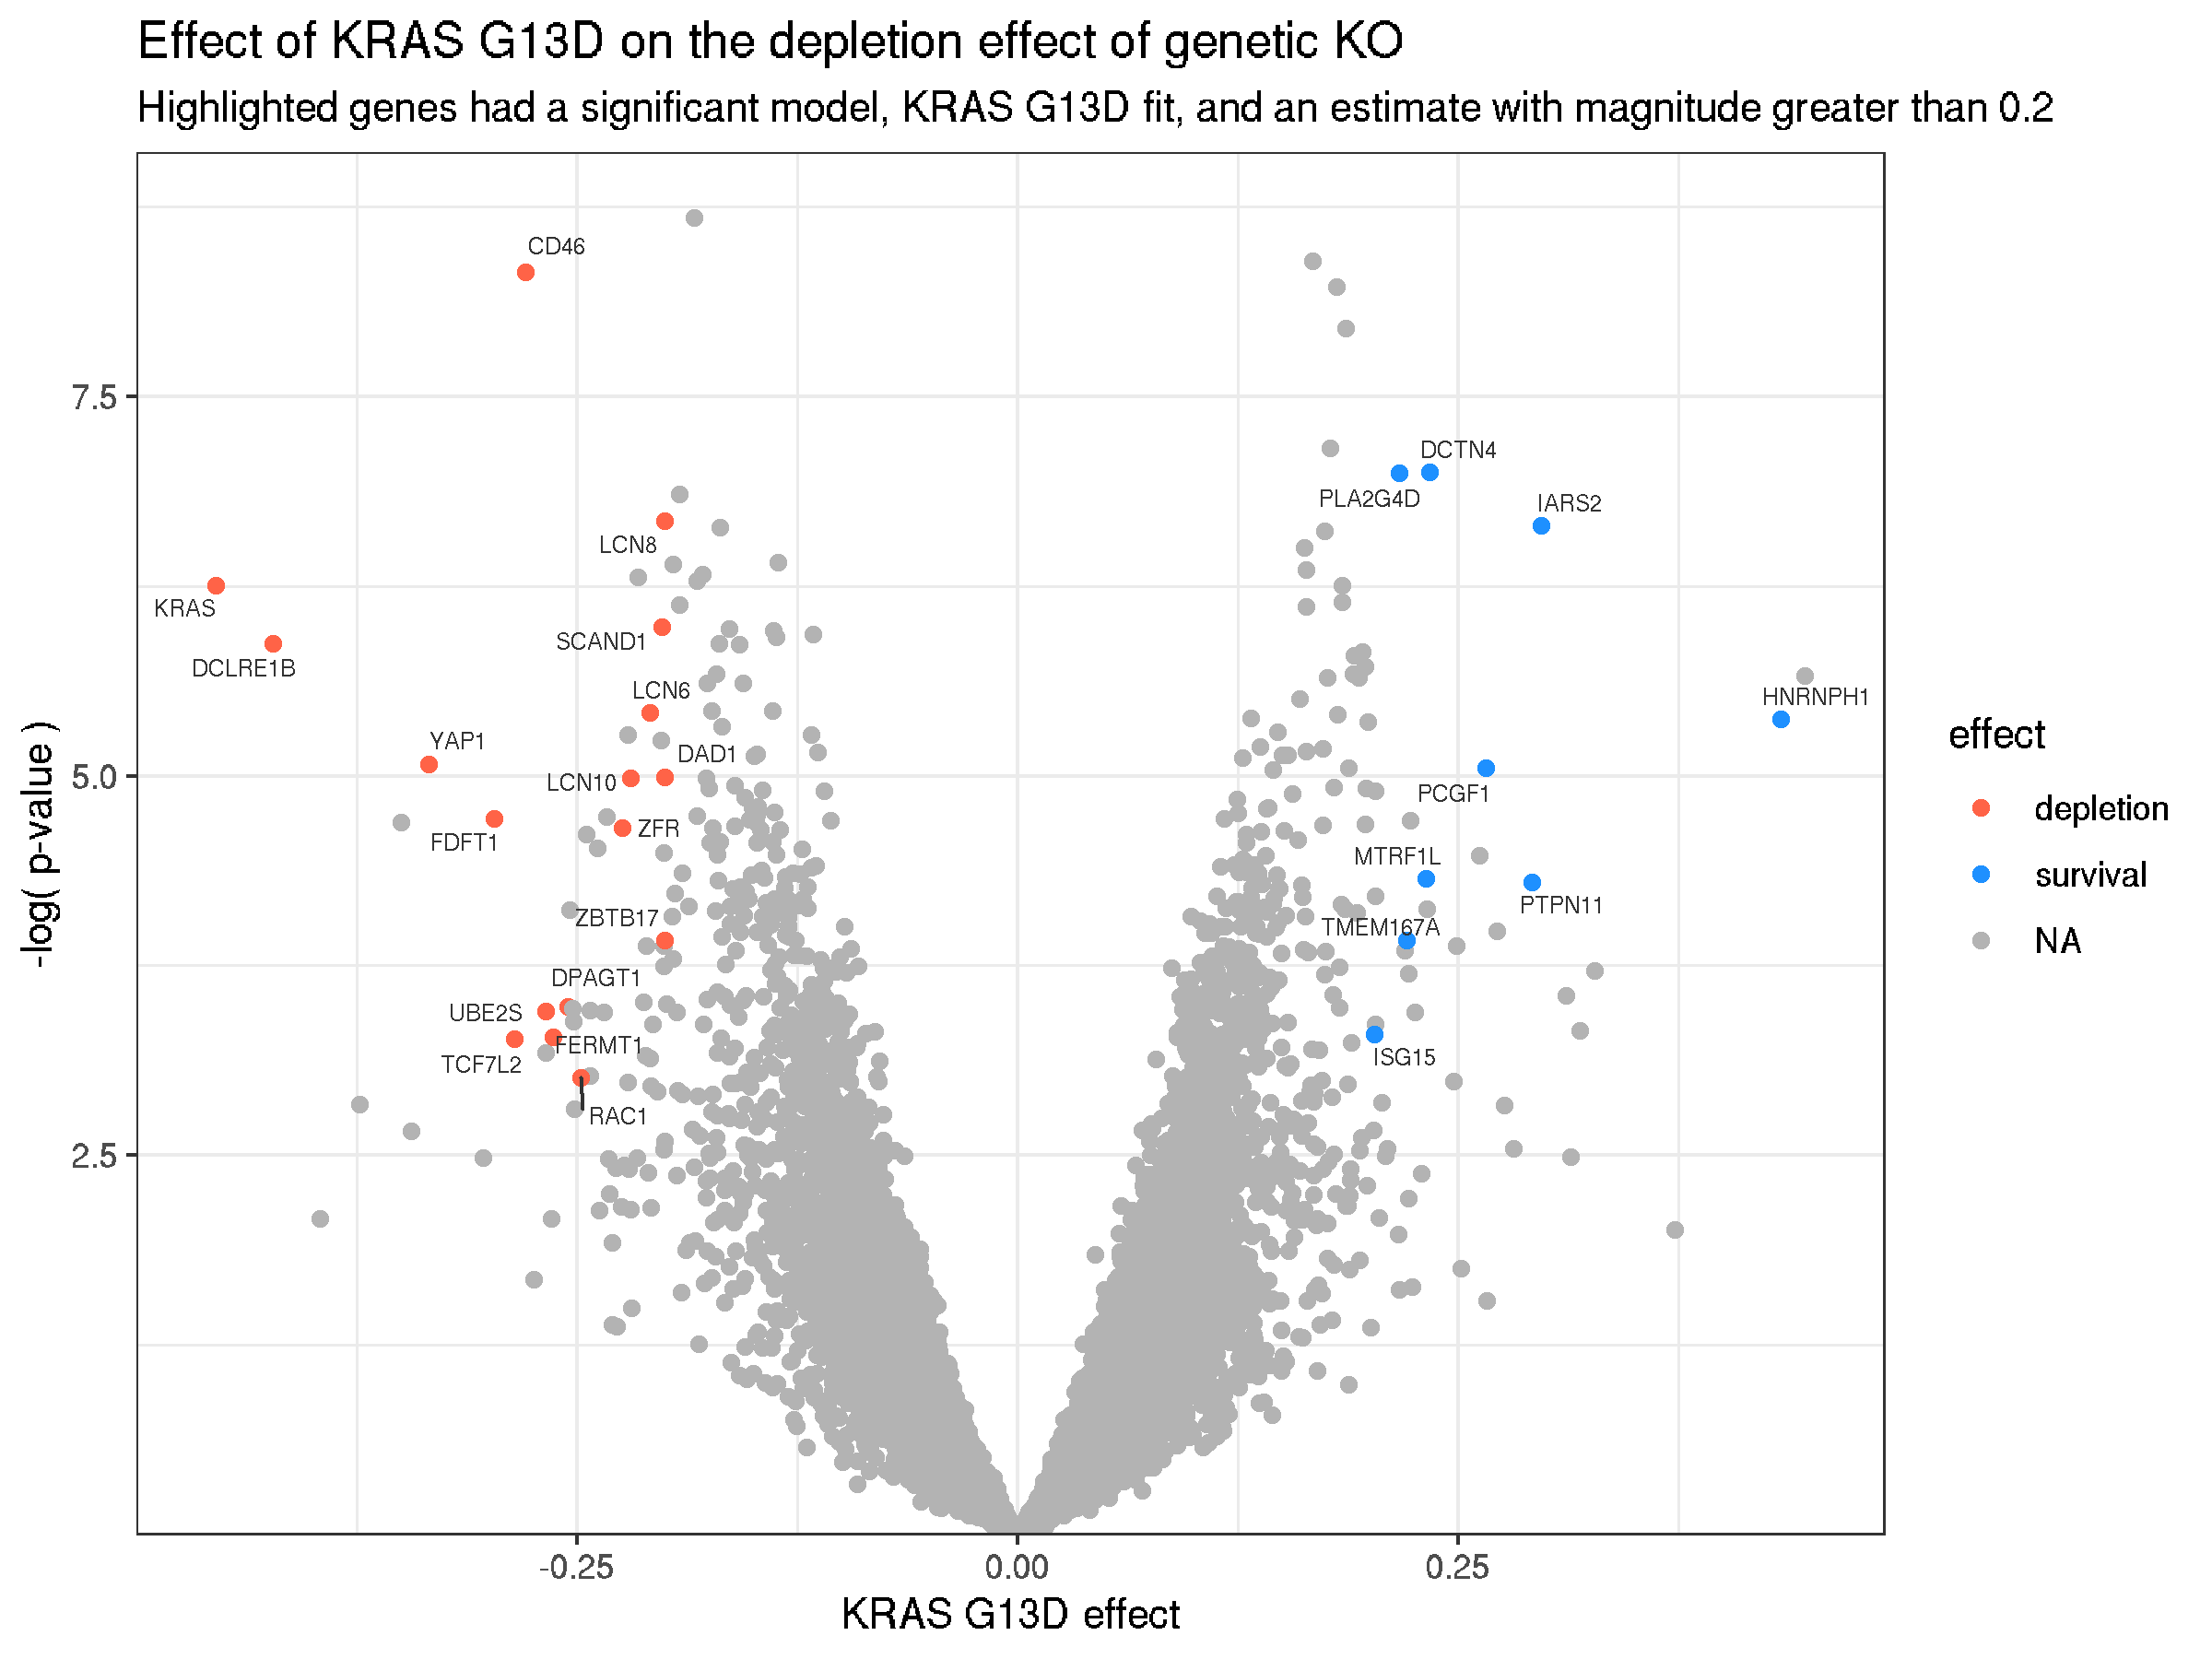 Effect of KRAS G13D on the depletion effect of genetic KO
Highlighted genes had a significant model, KRAS G13D fit, and an estimate with magnitude greater than 0.2
CD46
7.5
DCTN4
PLA2G4D
IARS2
LCN8
KRAS
SCAND1
DCLRE1B
LCN6
HNRNPH1
YAP1
DAD1
5.0
LCN10
PCGF1
FDFT1
ZFR
MTRF1L
PTPN11
ZBTB17
TMEM167A
DPAGT1
UBE2S
FERMT1
TCF7L2
ISG15
RAC1
2.5
-log( p-value )
effect
depletion
survival
NA
-0.25
0.00
0.25
KRAS G13D effect